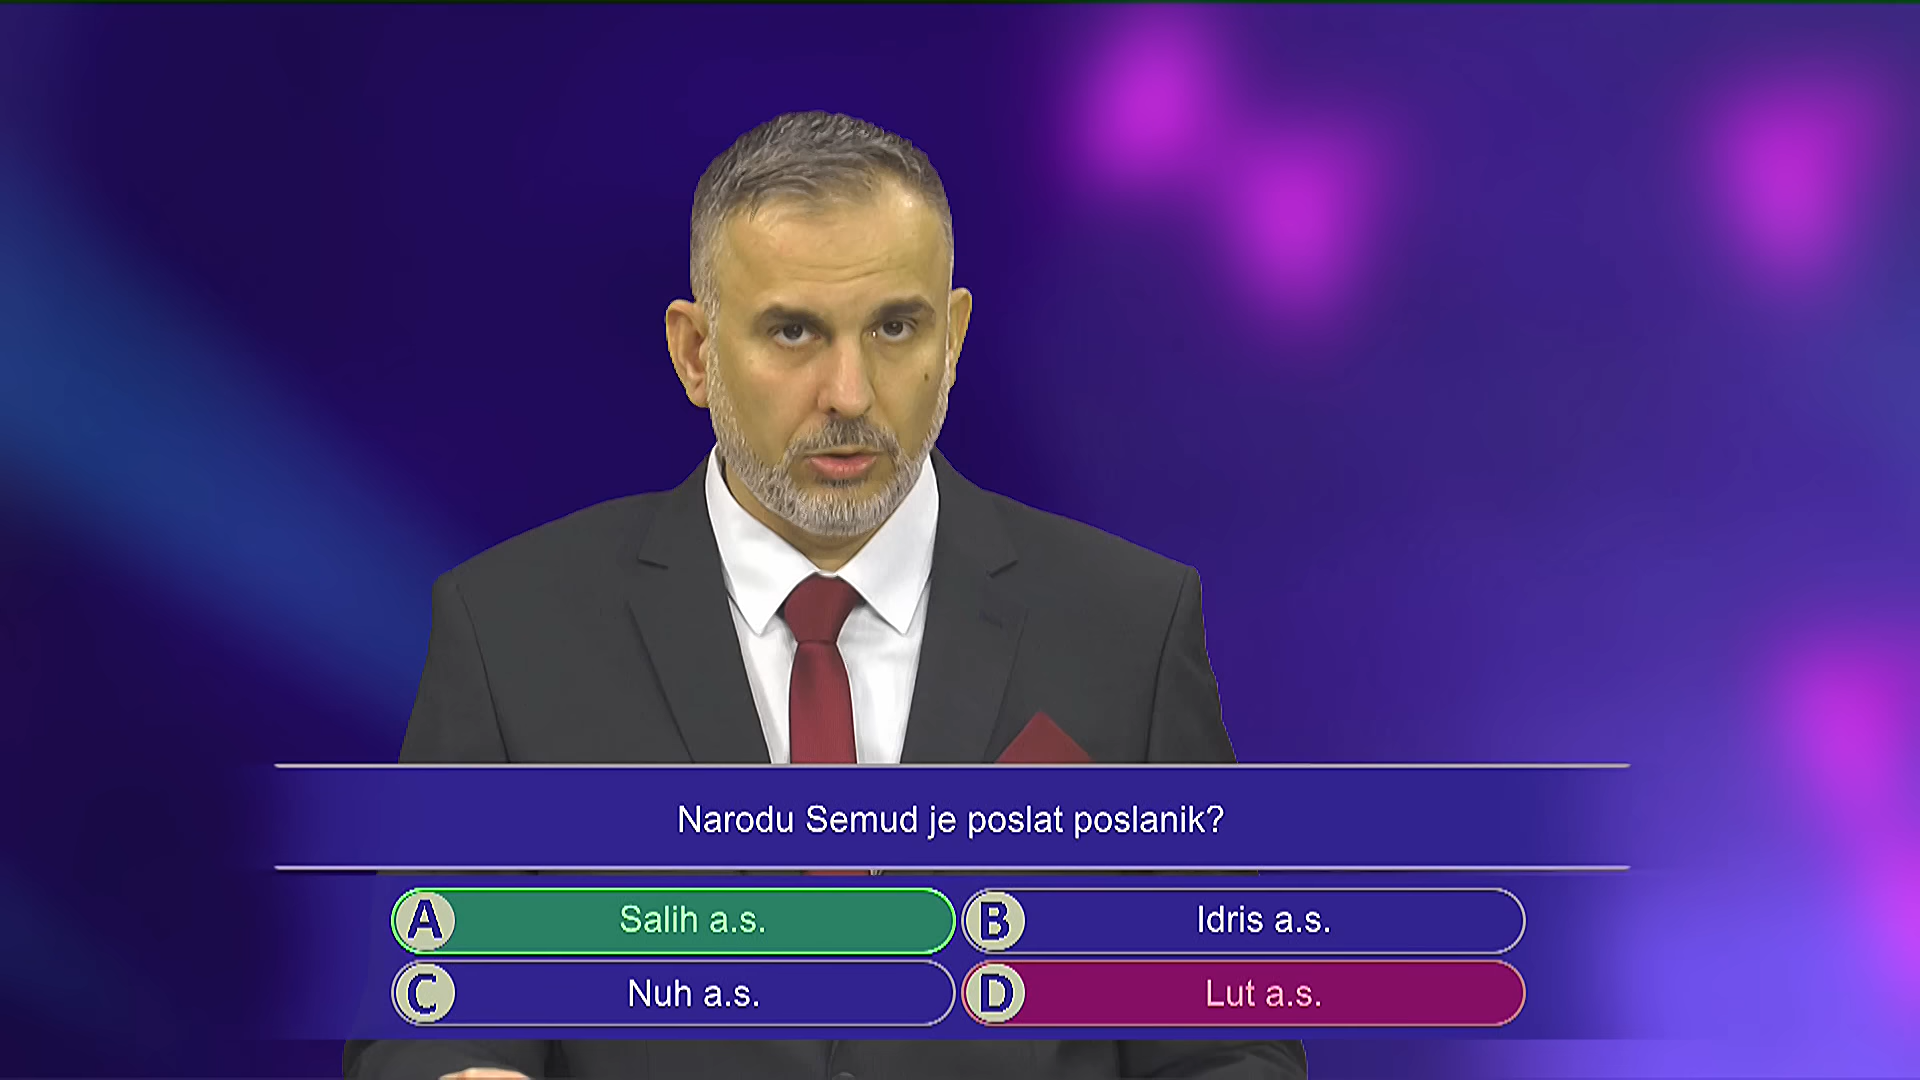 Narodu Semud je poslat poslanik?
A Salih a.s.
B Idris a.s.
C Nuh a.s.
D Lut a.s.